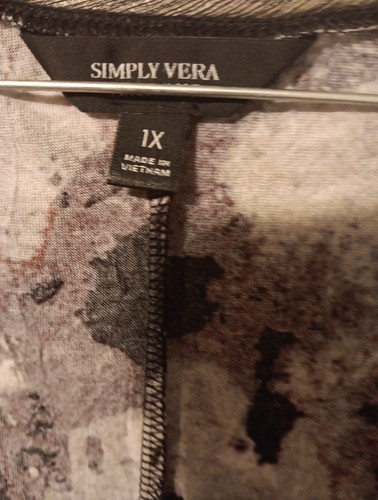 SIMPLY VERA
1X
MADE IN
VIETNAM